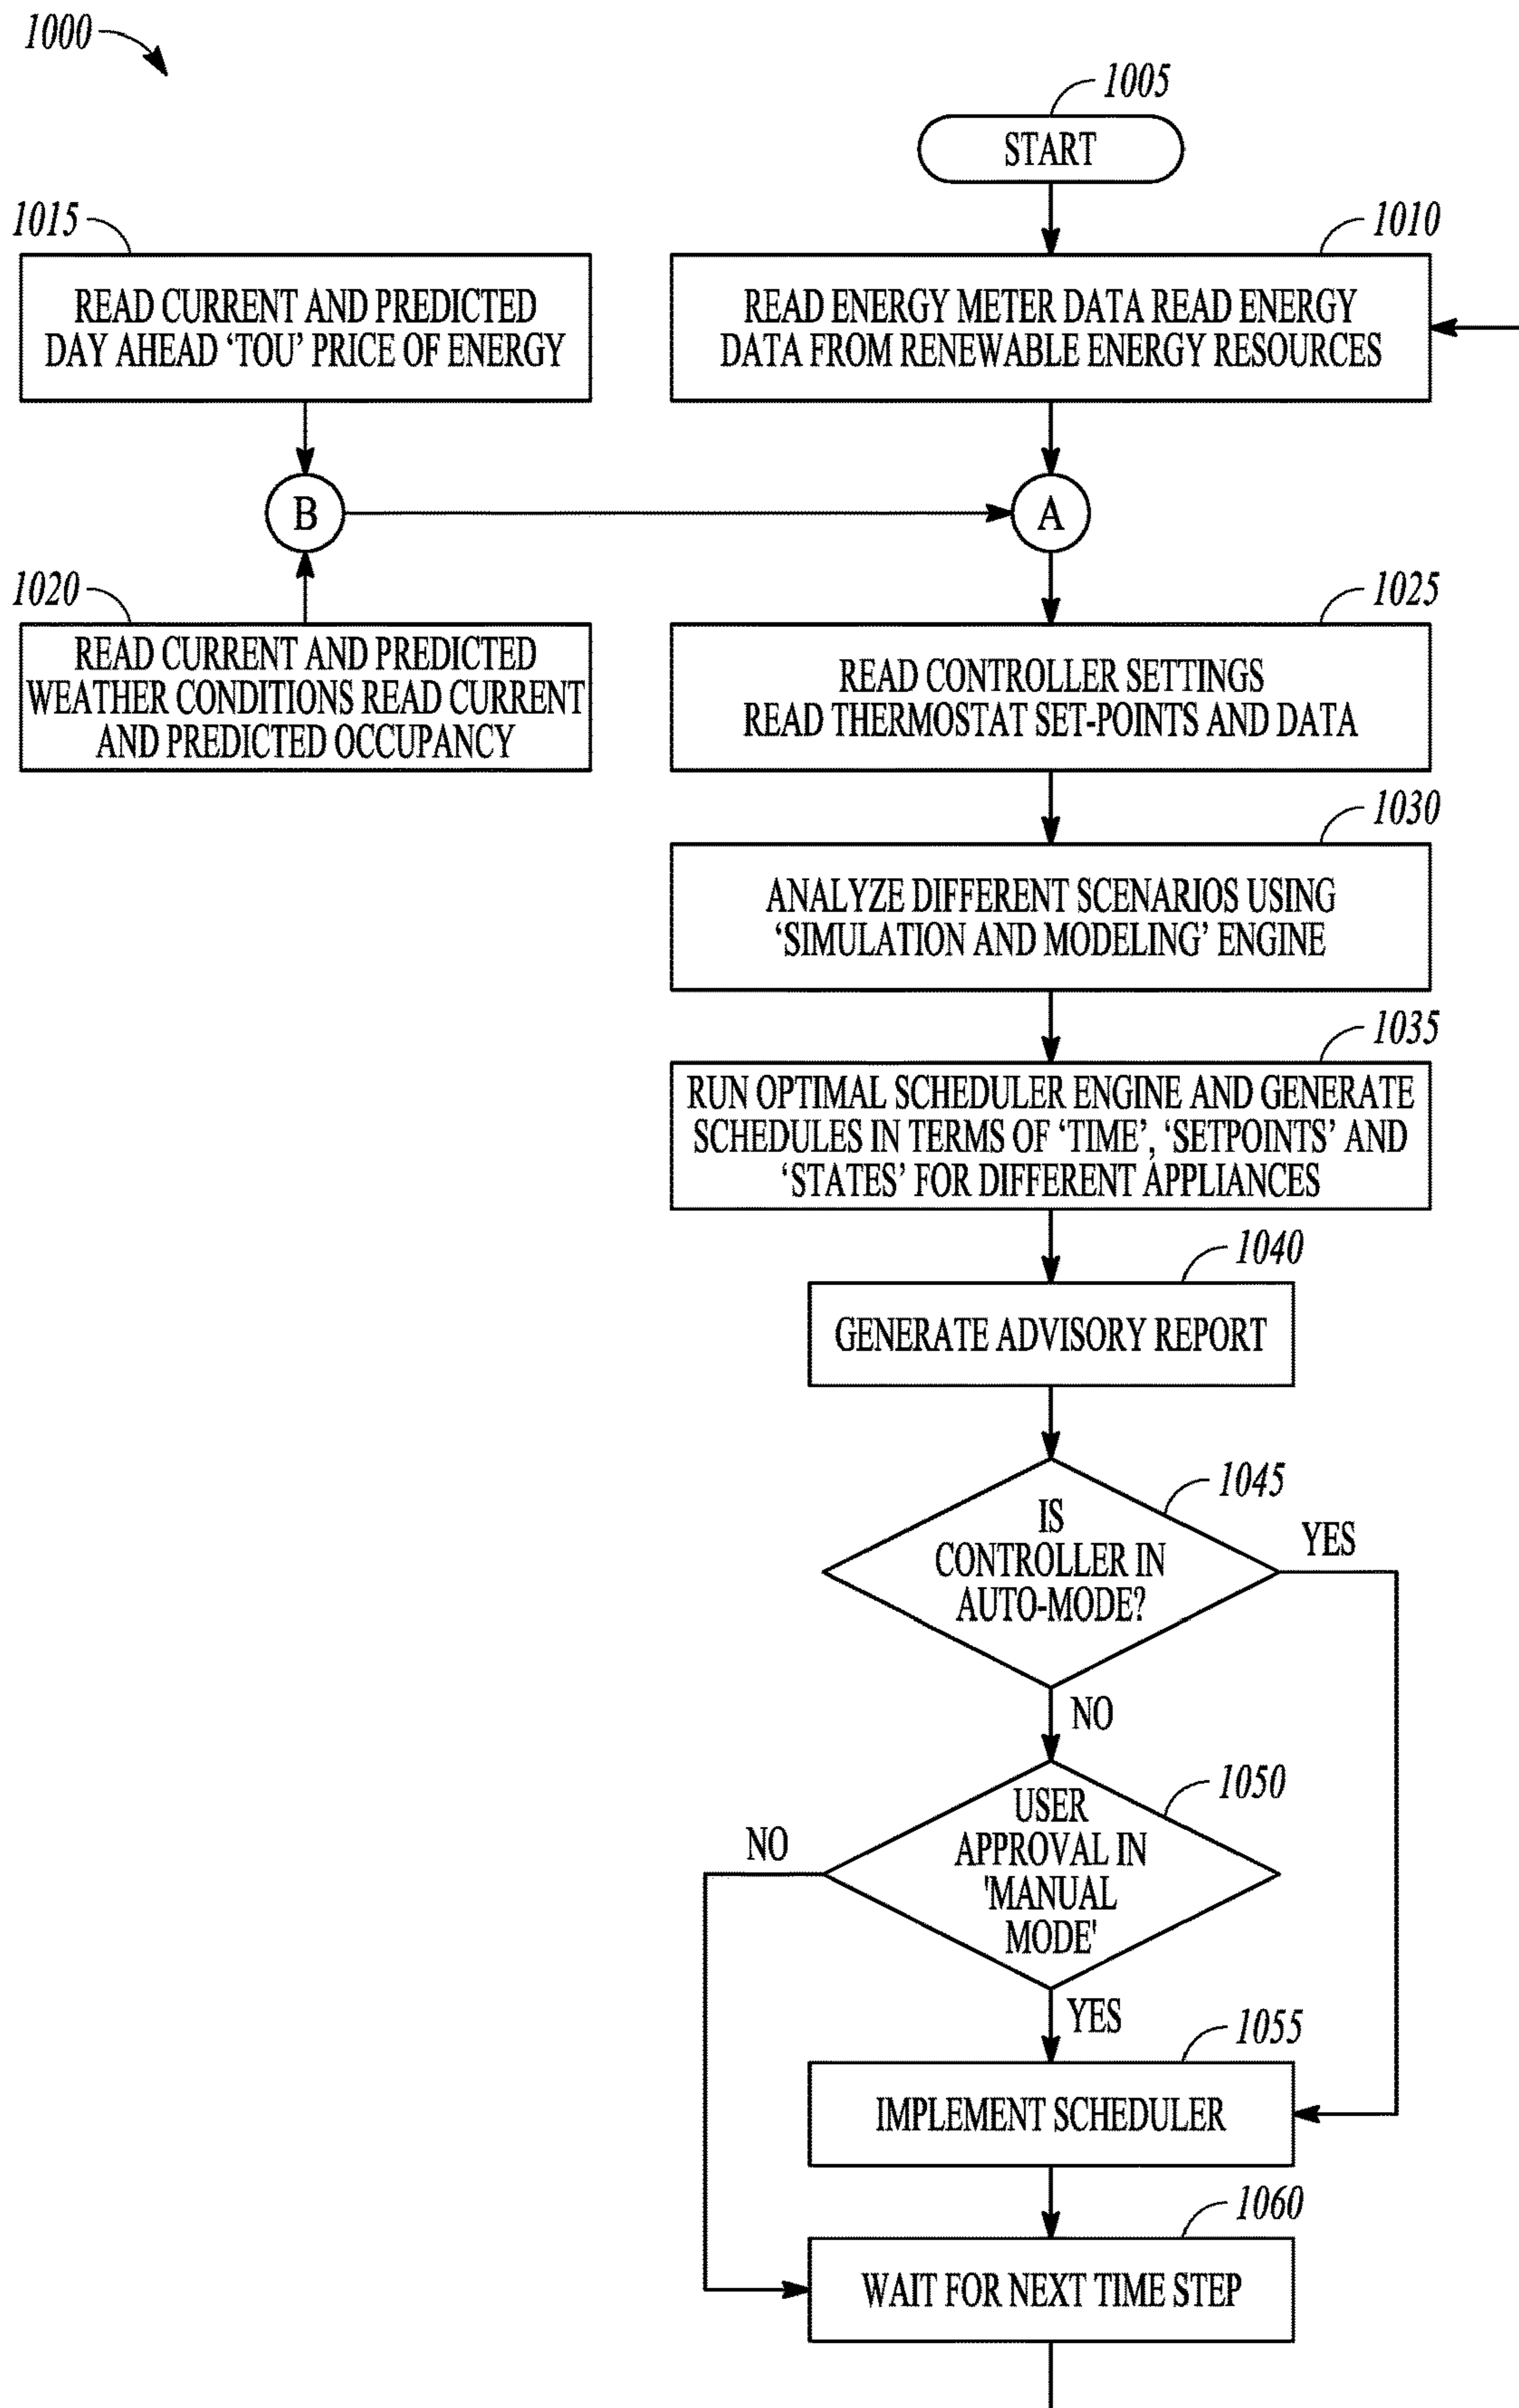 1000
1005
START
1015
READ CURRENT AND PREDICTED
DAY AHEAD ‘TOU’ PRICE OF ENERGY
1010
READ ENERGY METER DATA READ ENERGY
DATA FROM RENEWABLE ENERGY RESOURCES
B
A
1020
READ CURRENT AND PREDICTED
WEATHER CONDITIONS READ CURRENT
AND PREDICTED OCCUPANCY
1025
READ CONTROLLER SETTINGS
READ THERMOSTAT SET-POINTS AND DATA
1030
ANALYZE DIFFERENT SCENARIOS USING
‘SIMULATION AND MODELING’ ENGINE
1035
RUN OPTIMAL SCHEDULER ENGINE AND GENERATE
SCHEDULES IN TERMS OF ‘TIME’, ‘SETPOINTS’ AND
‘STATES’ FOR DIFFERENT APPLIANCES
1040
GENERATE ADVISORY REPORT
1045
IS
CONTROLLER IN
AUTO-MODE?
YES
NO
1050
USER
APPROVAL IN
'MANUAL
MODE'
NO
YES
1055
IMPLEMENT SCHEDULER
1060
WAIT FOR NEXT TIME STEP